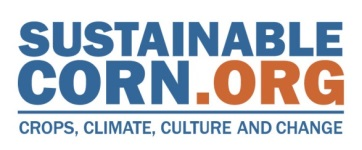 SUSTAINABLE
CORN.ORG
CROPS, CLIMATE, CULTURE AND CHANGE